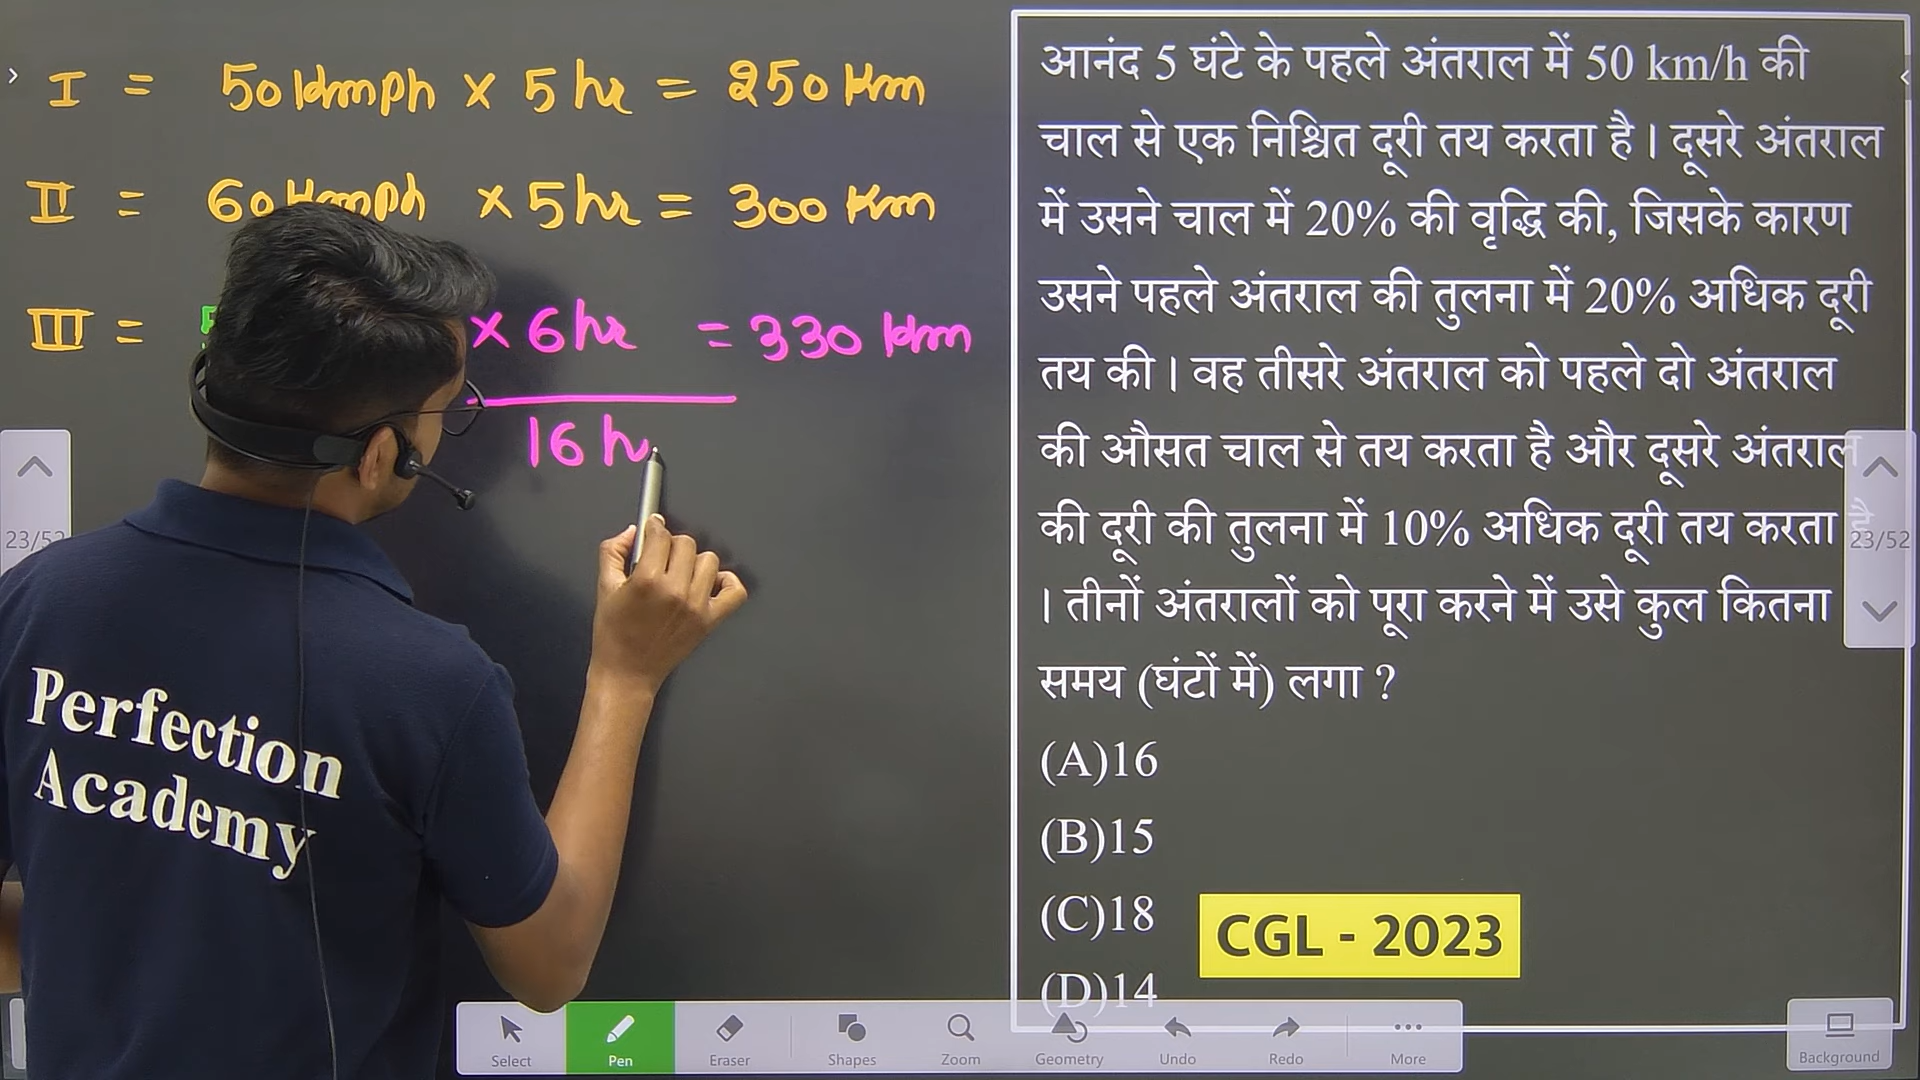 I = 50 kmph × 5 hr = 250 Km
II = 60 Kmph × 5 hr = 300 Km
III = × 6 hr = 330 km
16 h
आनंद 5 घंटे के पहले अंतराल में 50 km/h की
चाल से एक निश्चित दूरी तय करता है । दूसरे अंतराल
में उसने चाल में 20% की वृद्धि की, जिसके कारण
उसने पहले अंतराल की तुलना में 20% अधिक दूरी
तय की । वह तीसरे अंतराल को पहले दो अंतराल
की औसत चाल से तय करता है और दूसरे अंतराल
की दूरी की तुलना में 10% अधिक दूरी तय करता है
। तीनों अंतरालों को पूरा करने में उसे कुल कितना
समय (घंटों में) लगा ?
(A)16
(B)15
(C)18
(D)14
CGL - 2023
23/52
23/52
Perfection
Academy
Select Pen Eraser Shapes Zoom Geometry Undo Redo More
Background